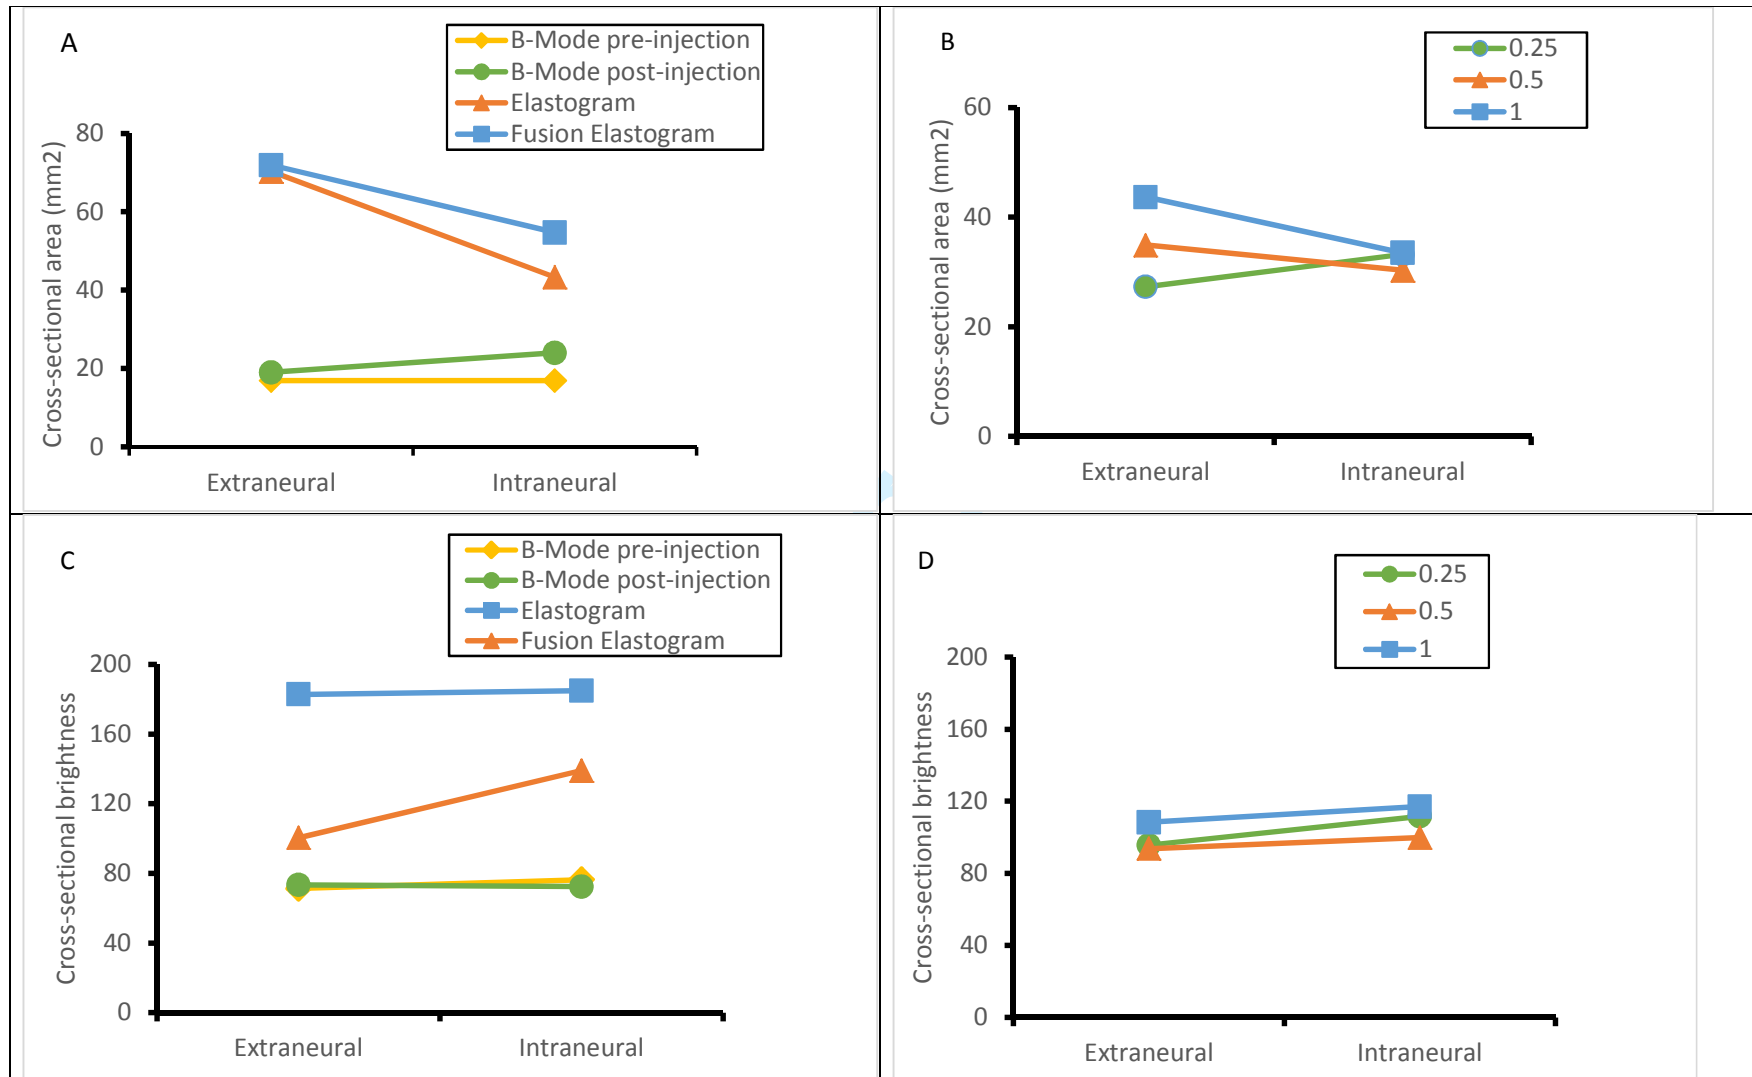 A
B-Mode pre-injection
B-Mode post-injection
Elastogram
Fusion Elastogram
Cross-sectional area (mm2)
80
60
40
20
0
Extraneural
Intraneural
B
0.25
0.5
1
Cross-sectional area (mm2)
60
40
20
0
Extraneural
Intraneural
C
B-Mode pre-injection
B-Mode post-injection
Elastogram
Fusion Elastogram
Cross-sectional brightness
200
160
120
80
40
0
Extraneural
Intraneural
D
0.25
0.5
1
Cross-sectional brightness
200
160
120
80
40
0
Extraneural
Intraneural